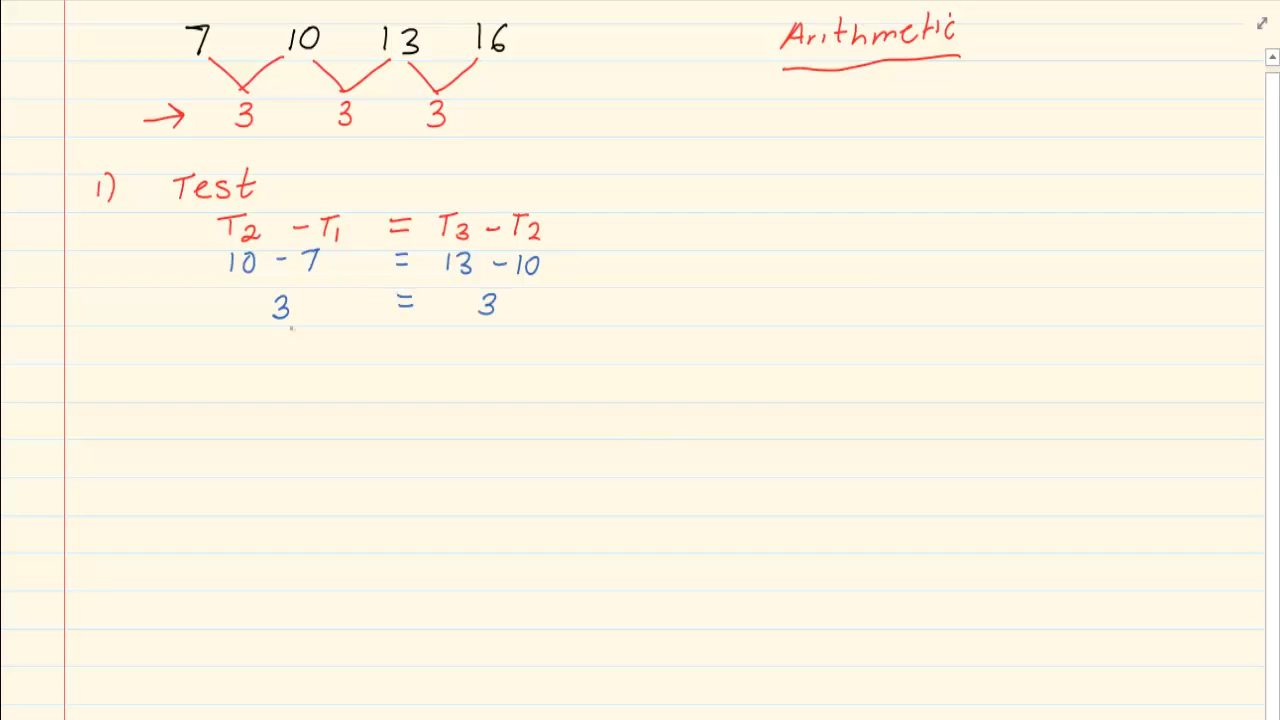 7 10 13 16 Arithmetic
→ 3 3 3
1) Test
T₂ - T₁ = T₃ - T₂
10 - 7 = 13 - 10
3 = 3